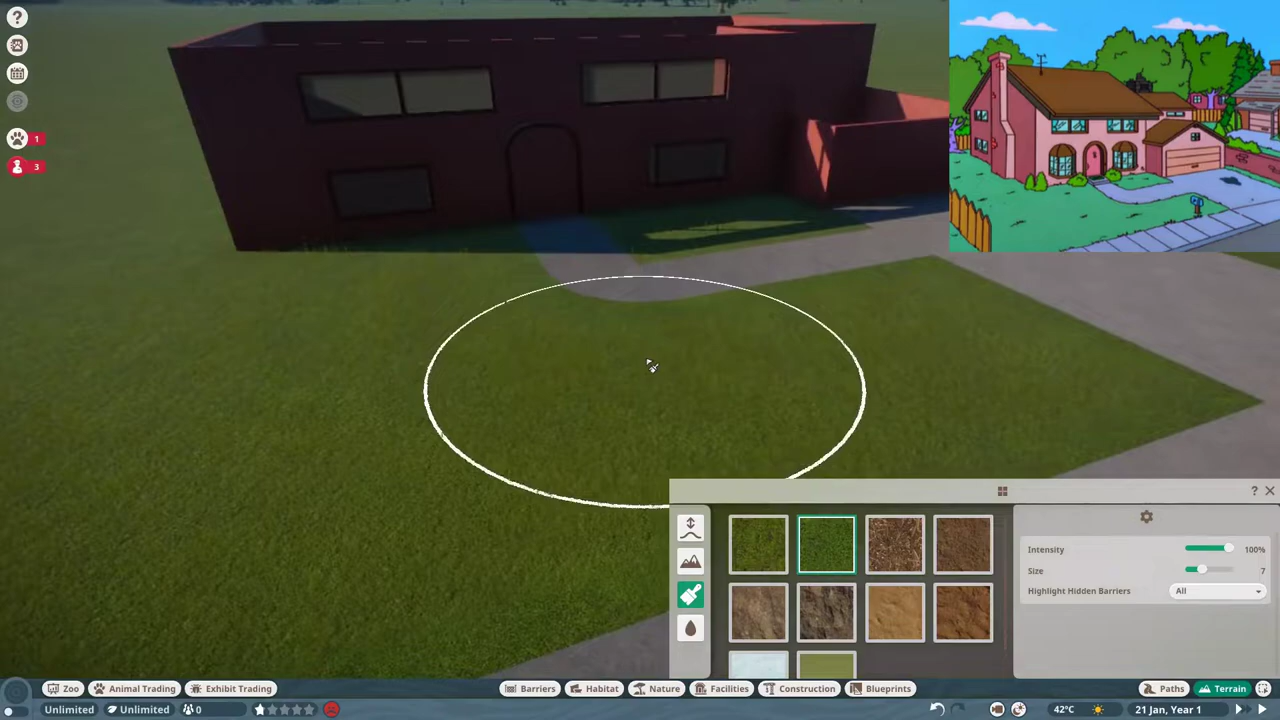 1
3
?
Intensity 100%
Size 7
Highlight Hidden Barriers All
Zoo Animal Trading Exhibit Trading Barriers Habitat Nature Facilities Construction Blueprints Paths Terrain
Unlimited Unlimited 0 42°C 21 Jan, Year 1